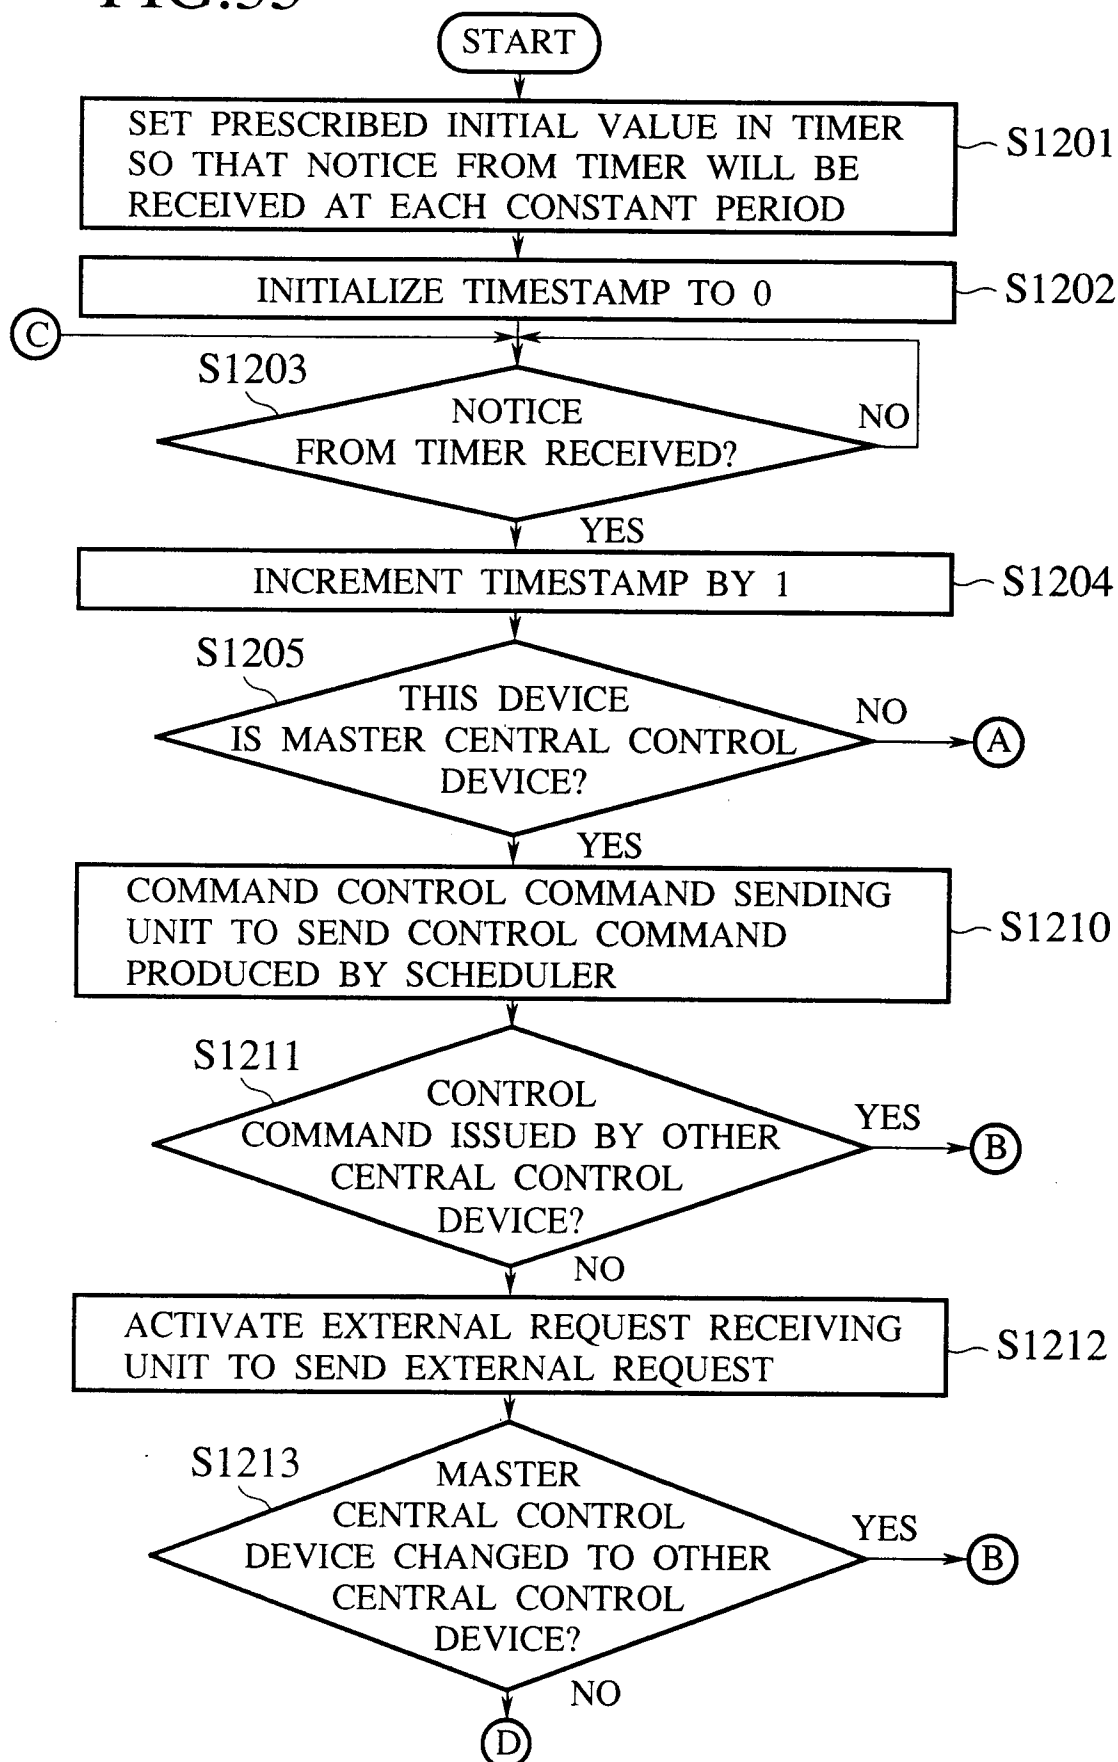 START
SET PRESCRIBED INITIAL VALUE IN TIMER
SO THAT NOTICE FROM TIMER WILL BE
RECEIVED AT EACH CONSTANT PERIOD
S1201
INITIALIZE TIMESTAMP TO 0
S1202
C
S1203
NOTICE
FROM TIMER RECEIVED?
NO
YES
INCREMENT TIMESTAMP BY 1
S1204
S1205
THIS DEVICE
IS MASTER CENTRAL CONTROL
DEVICE?
NO
A
YES
COMMAND CONTROL COMMAND SENDING
UNIT TO SEND CONTROL COMMAND
PRODUCED BY SCHEDULER
S1210
S1211
CONTROL
COMMAND ISSUED BY OTHER
CENTRAL CONTROL
DEVICE?
YES
B
NO
ACTIVATE EXTERNAL REQUEST RECEIVING
UNIT TO SEND EXTERNAL REQUEST
S1212
S1213
MASTER
CENTRAL CONTROL
DEVICE CHANGED TO OTHER
CENTRAL CONTROL
DEVICE?
YES
B
NO
D